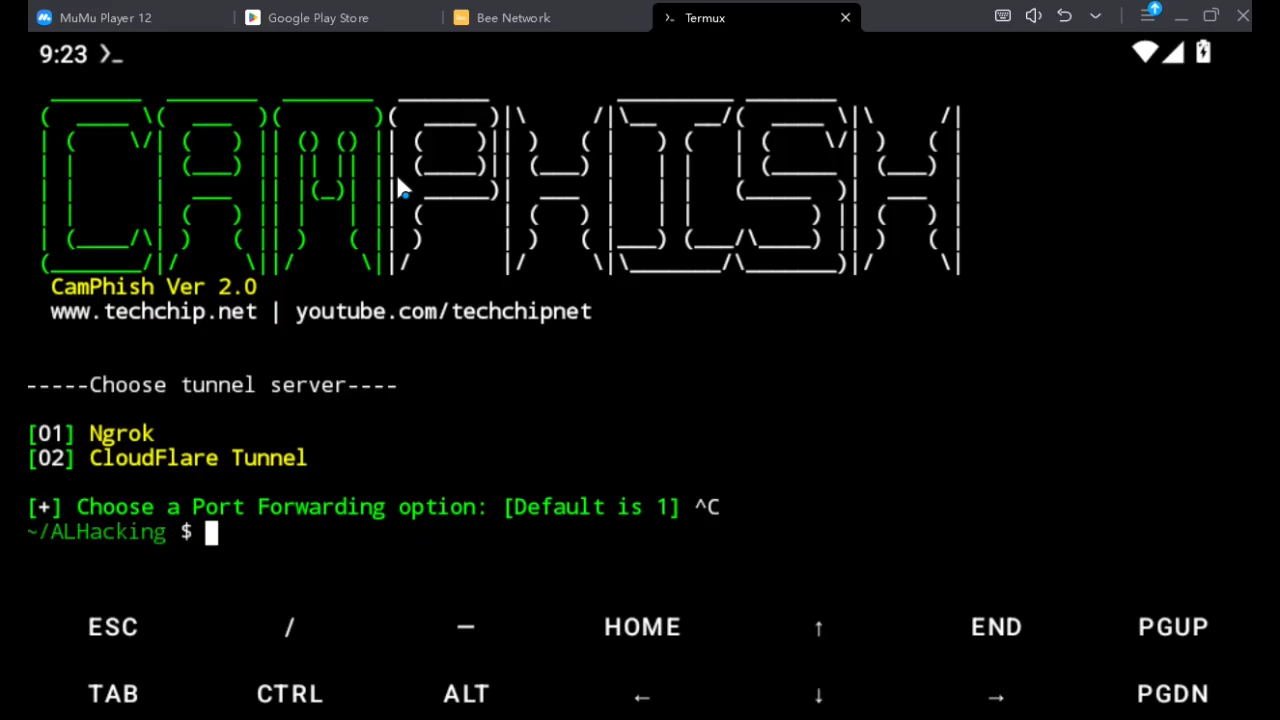 MuMu Player 12
Google Play Store
Bee Network
Termux
9:23
CAMPHISH
CamPhish Ver 2.0
www.techchip.net | youtube.com/techchipnet
-----Choose tunnel server----
[01] Ngrok
[02] CloudFlare Tunnel
[+] Choose a Port Forwarding option: [Default is 1] ^C
~/ALHacking $
ESC / — HOME ↑ END PGUP
TAB CTRL ALT ← ↓ → PGDN